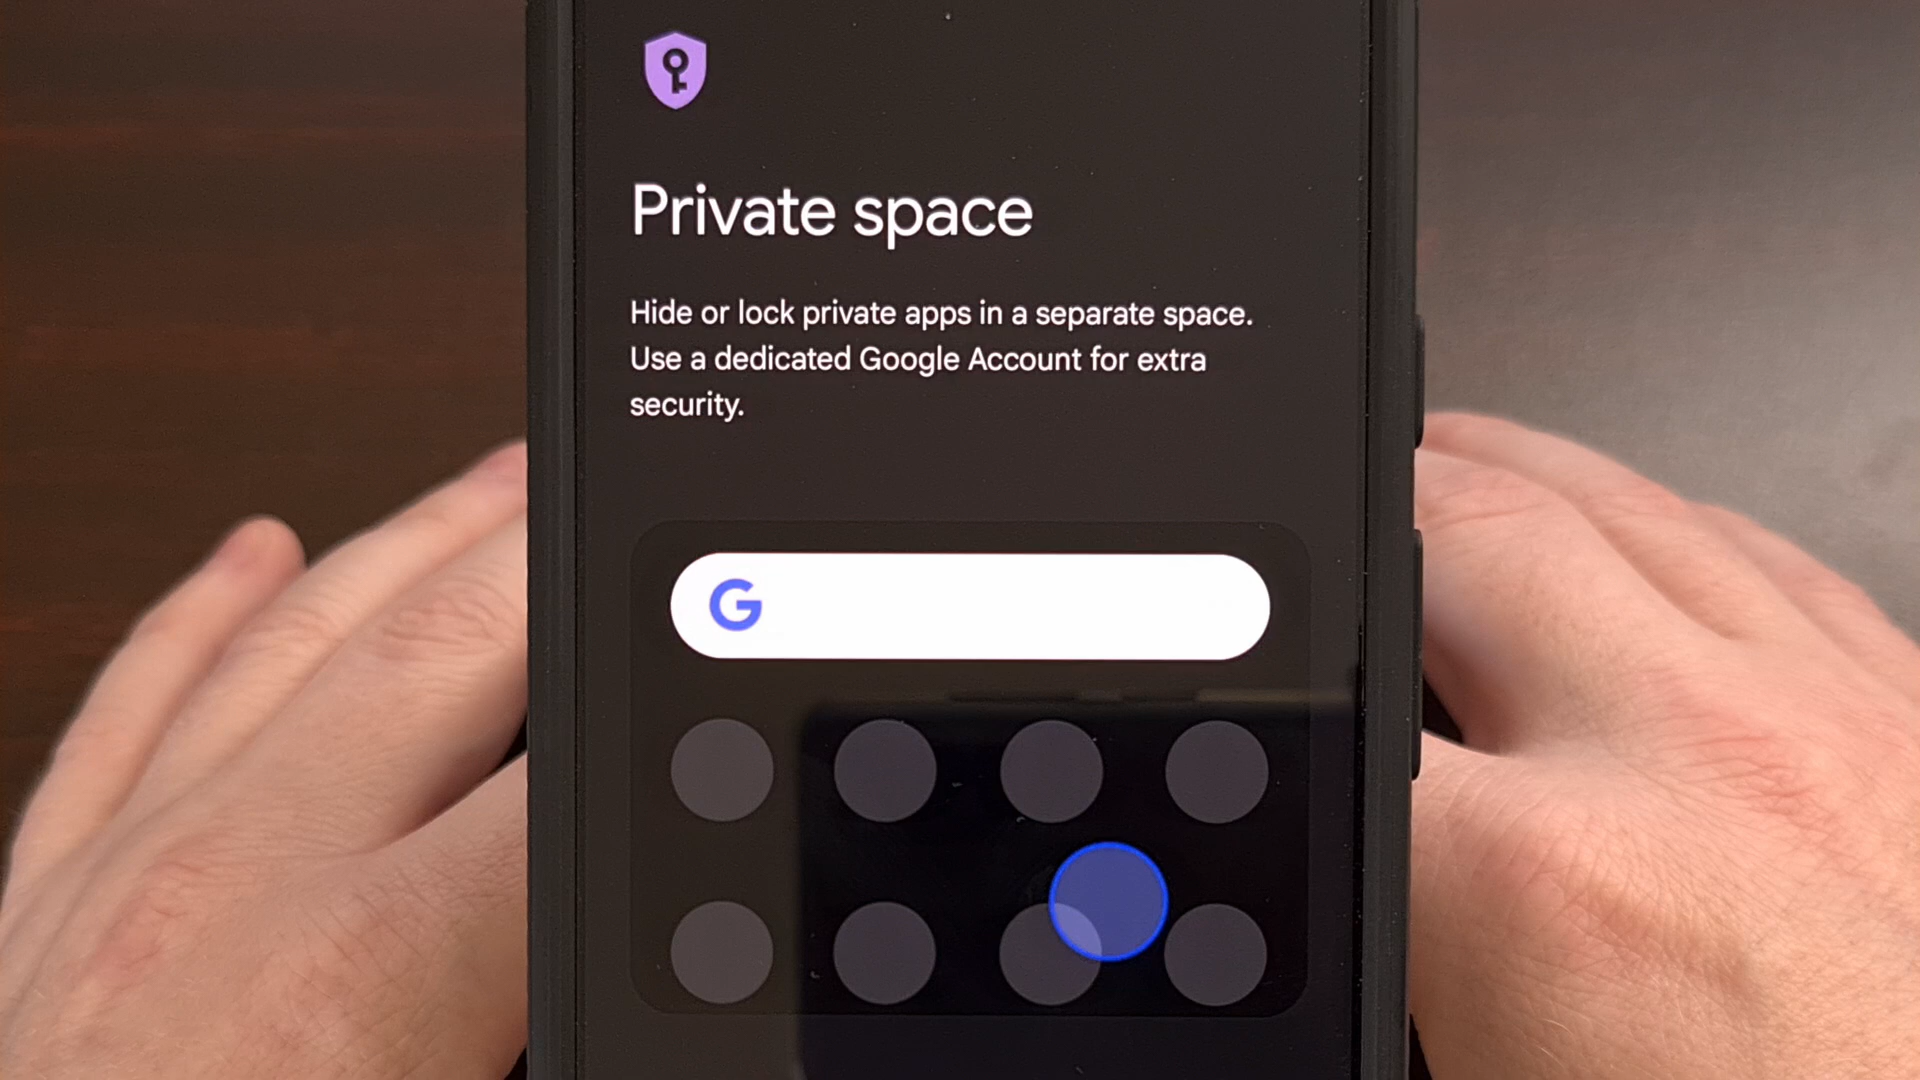 Private space
Hide or lock private apps in a separate space.
Use a dedicated Google Account for extra
security.
G